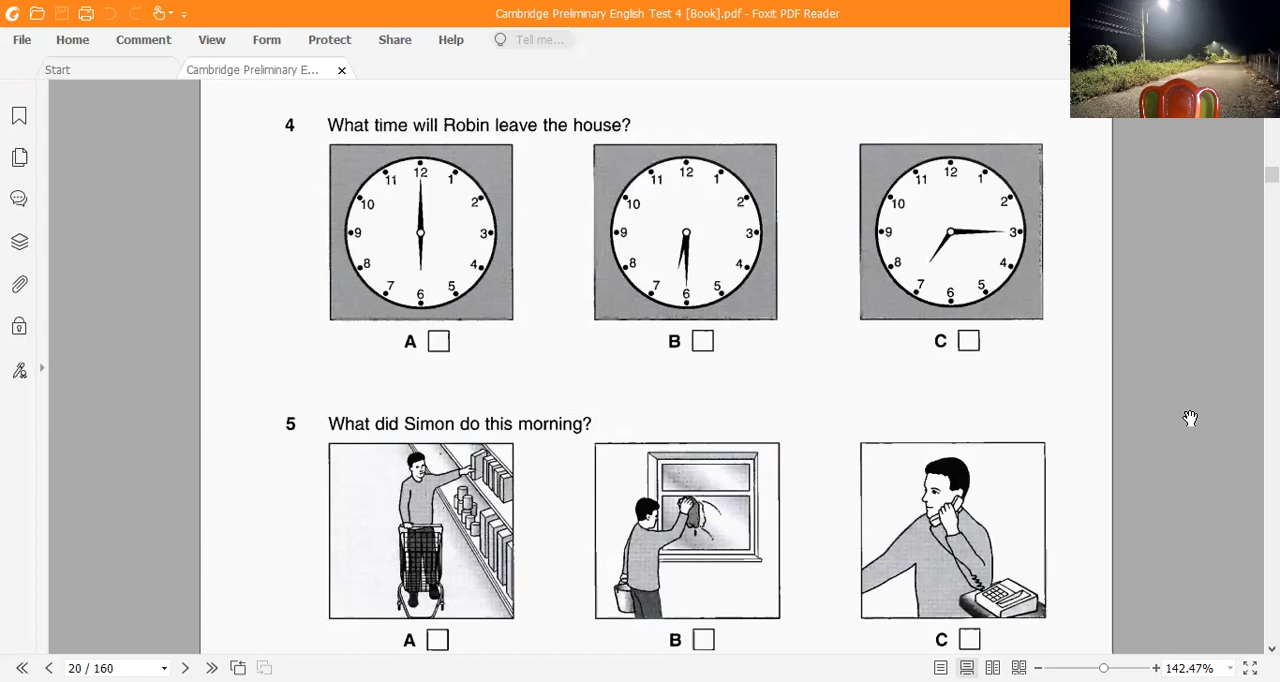 Cambridge Preliminary English Test 4 [Book].pdf - Foxit PDF Reader
File Home Comment View Form Protect Share Help Tell me...
Start Cambridge Preliminary E...
4 What time will Robin leave the house?
12 1 2 3 4 5 6 7 8 9 10 11
12 1 2 3 4 5 6 7 8 9 10 11
12 1 2 3 4 5 6 7 8 9 10 11
A B C
5 What did Simon do this morning?
A B C
20 / 160 142.47%